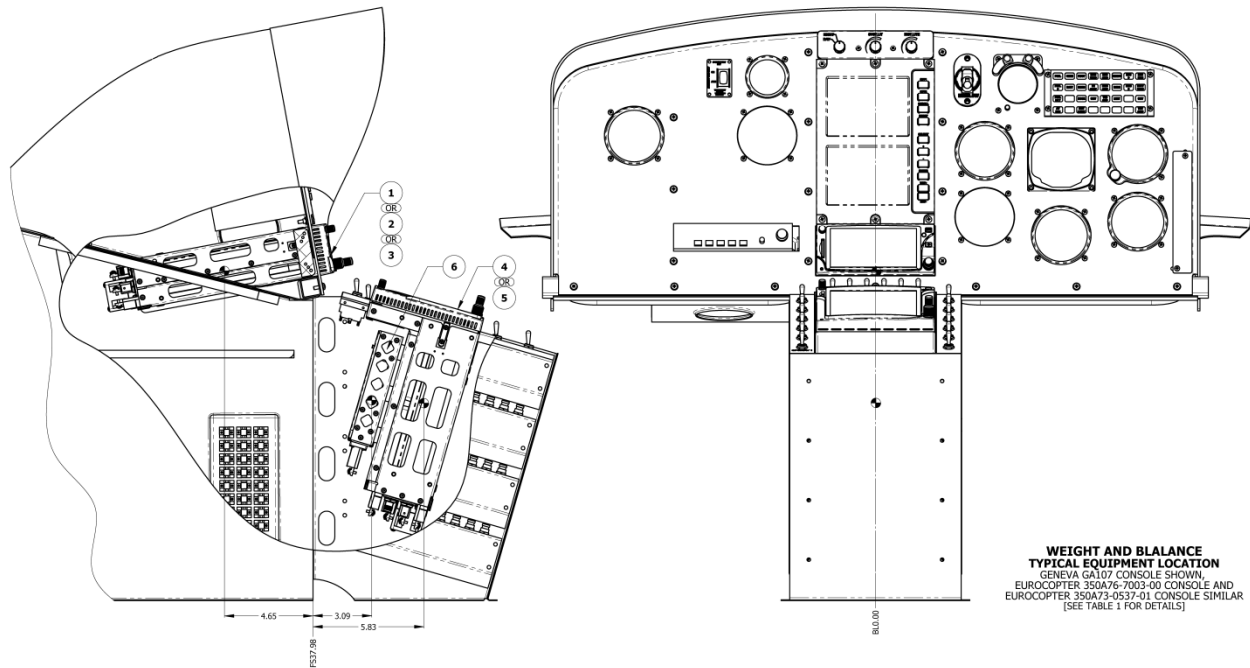 1
OR
2
OR
3
6
4
OR
5
4.65
3.09
5.83
FS37.98
BL0.00
WEIGHT AND BLALANCE
TYPICAL EQUIPMENT LOCATION
GENEVA GA107 CONSOLE SHOWN,
EUROCOPTER 350A76-7003-00 CONSOLE AND
EUROCOPTER 350A73-0537-01 CONSOLE SIMILAR
[SEE TABLE 1 FOR DETAILS]